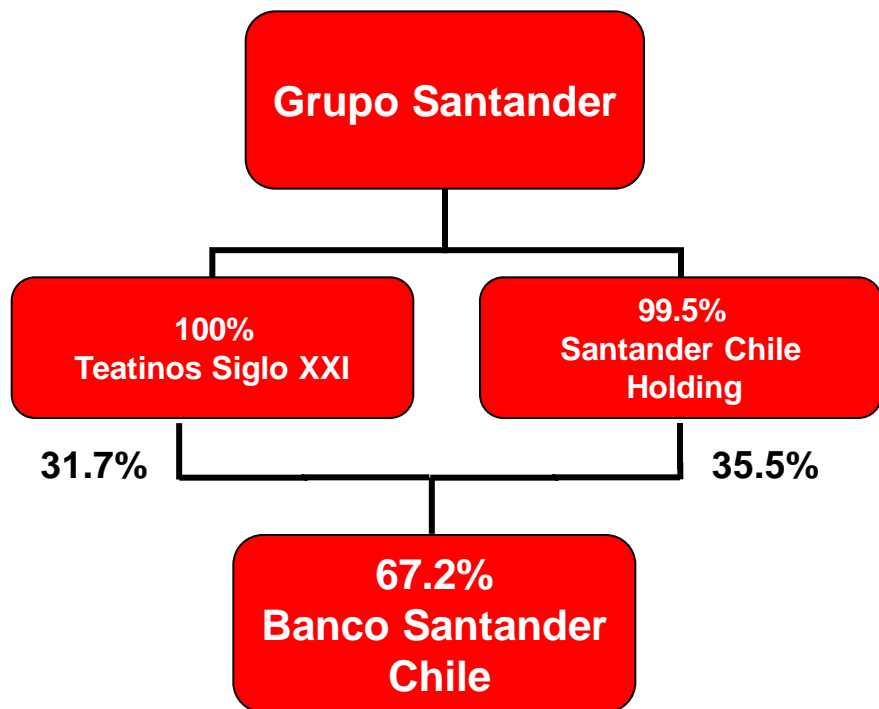 Grupo Santander
100%
Teatinos Siglo XXI
99.5%
Santander Chile
Holding
31.7%
35.5%
67.2%
Banco Santander
Chile